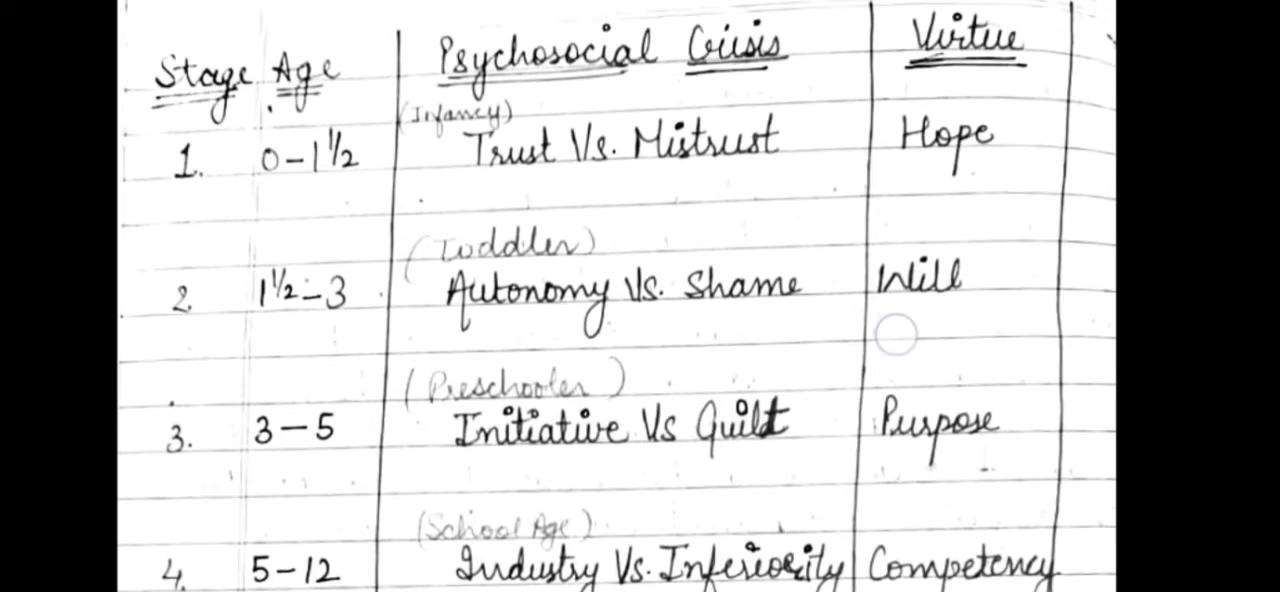 Stage Age Psychosocial Crisis Virtue
(Infancy)
1. 0-1½ Trust Vs. Mistrust Hope
(Toddler)
2. 1½-3 Autonomy Vs. Shame Will
(Preschooler)
3. 3-5 Initiative Vs Guilt Purpose
(School Age)
4. 5-12 Industry Vs. Inferiority Competency